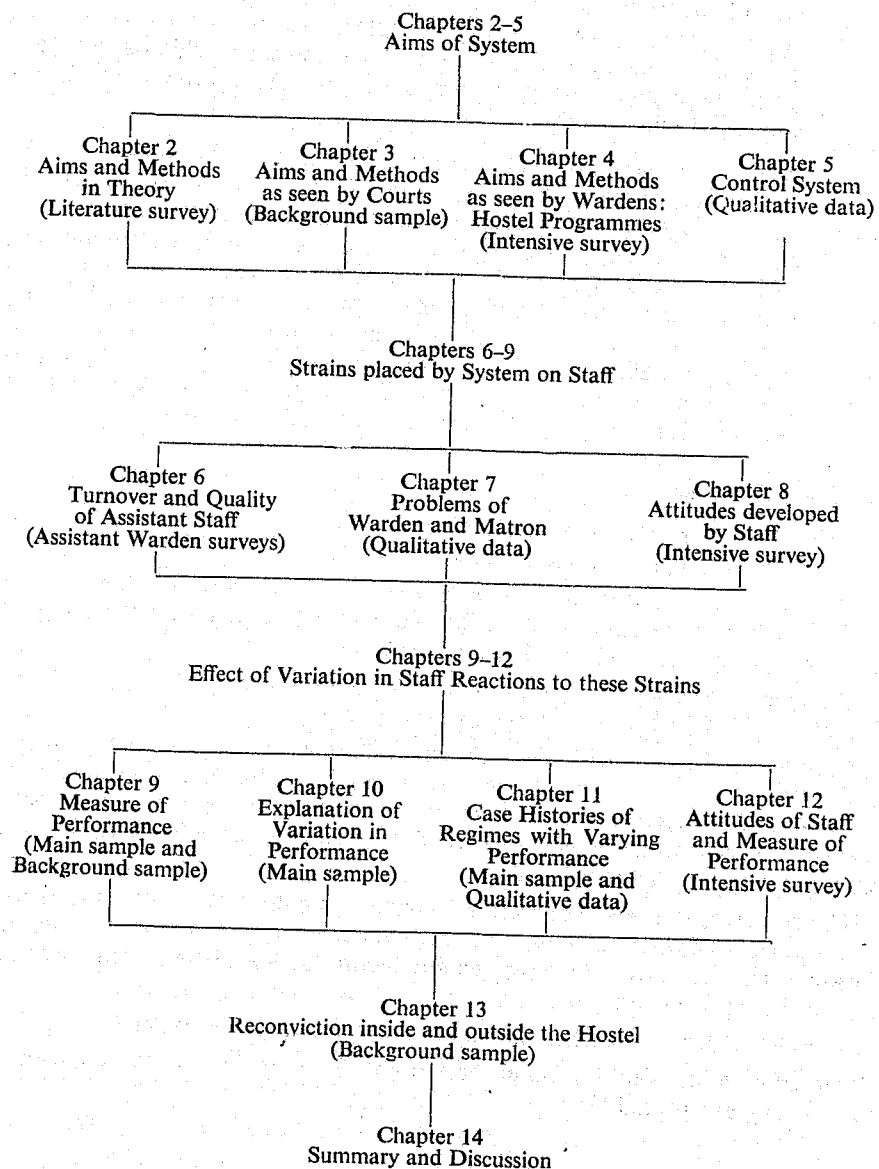 Chapters 2–5
Aims of System
Chapter 2
Aims and Methods
in Theory
(Literature survey)
Chapter 3
Aims and Methods
as seen by Courts
(Background sample)
Chapter 4
Aims and Methods
as seen by Wardens:
Hostel Programmes
(Intensive survey)
Chapter 5
Control System
(Qualitative data)
Chapters 6–9
Strains placed by System on Staff
Chapter 6
Turnover and Quality
of Assistant Staff
(Assistant Warden surveys)
Chapter 7
Problems of
Warden and Matron
(Qualitative data)
Chapter 8
Attitudes developed
by Staff
(Intensive survey)
Chapters 9–12
Effect of Variation in Staff Reactions to these Strains
Chapter 9
Measure of
Performance
(Main sample and
Background sample)
Chapter 10
Explanation of
Variation in
Performance
(Main sample)
Chapter 11
Case Histories of
Regimes with Varying
Performance
(Main sample and
Qualitative data)
Chapter 12
Attitudes of Staff
and Measure of
Performance
(Intensive survey)
Chapter 13
Reconviction inside and outside the Hostel
(Background sample)
Chapter 14
Summary and Discussion